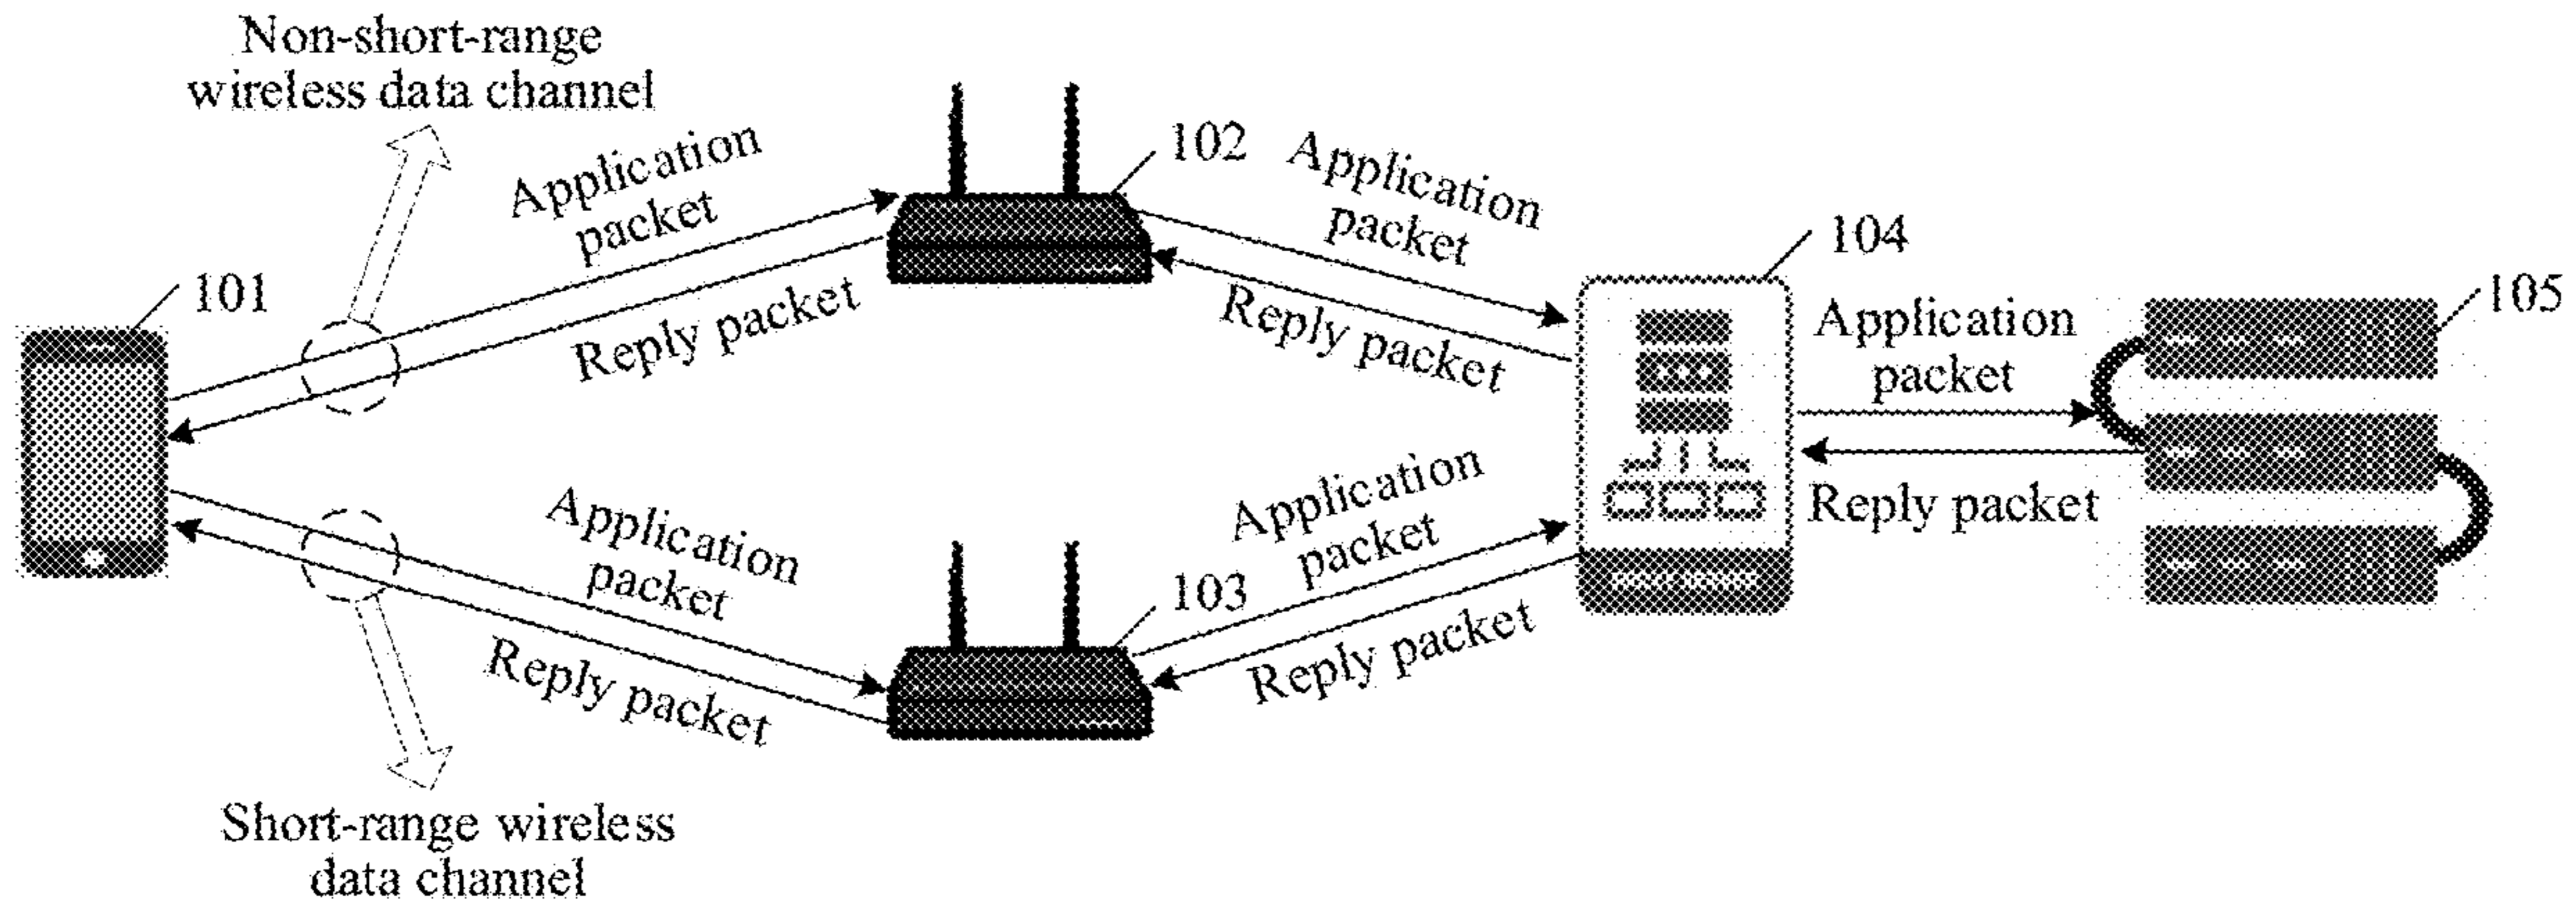 Non-short-range
wireless data channel
Application
packet
102
Application
packet
104
101
Reply packet
Reply packet
Application
packet
105
Application
packet
Application
packet
Reply packet
103
Reply packet
Reply packet
Short-range wireless
data channel